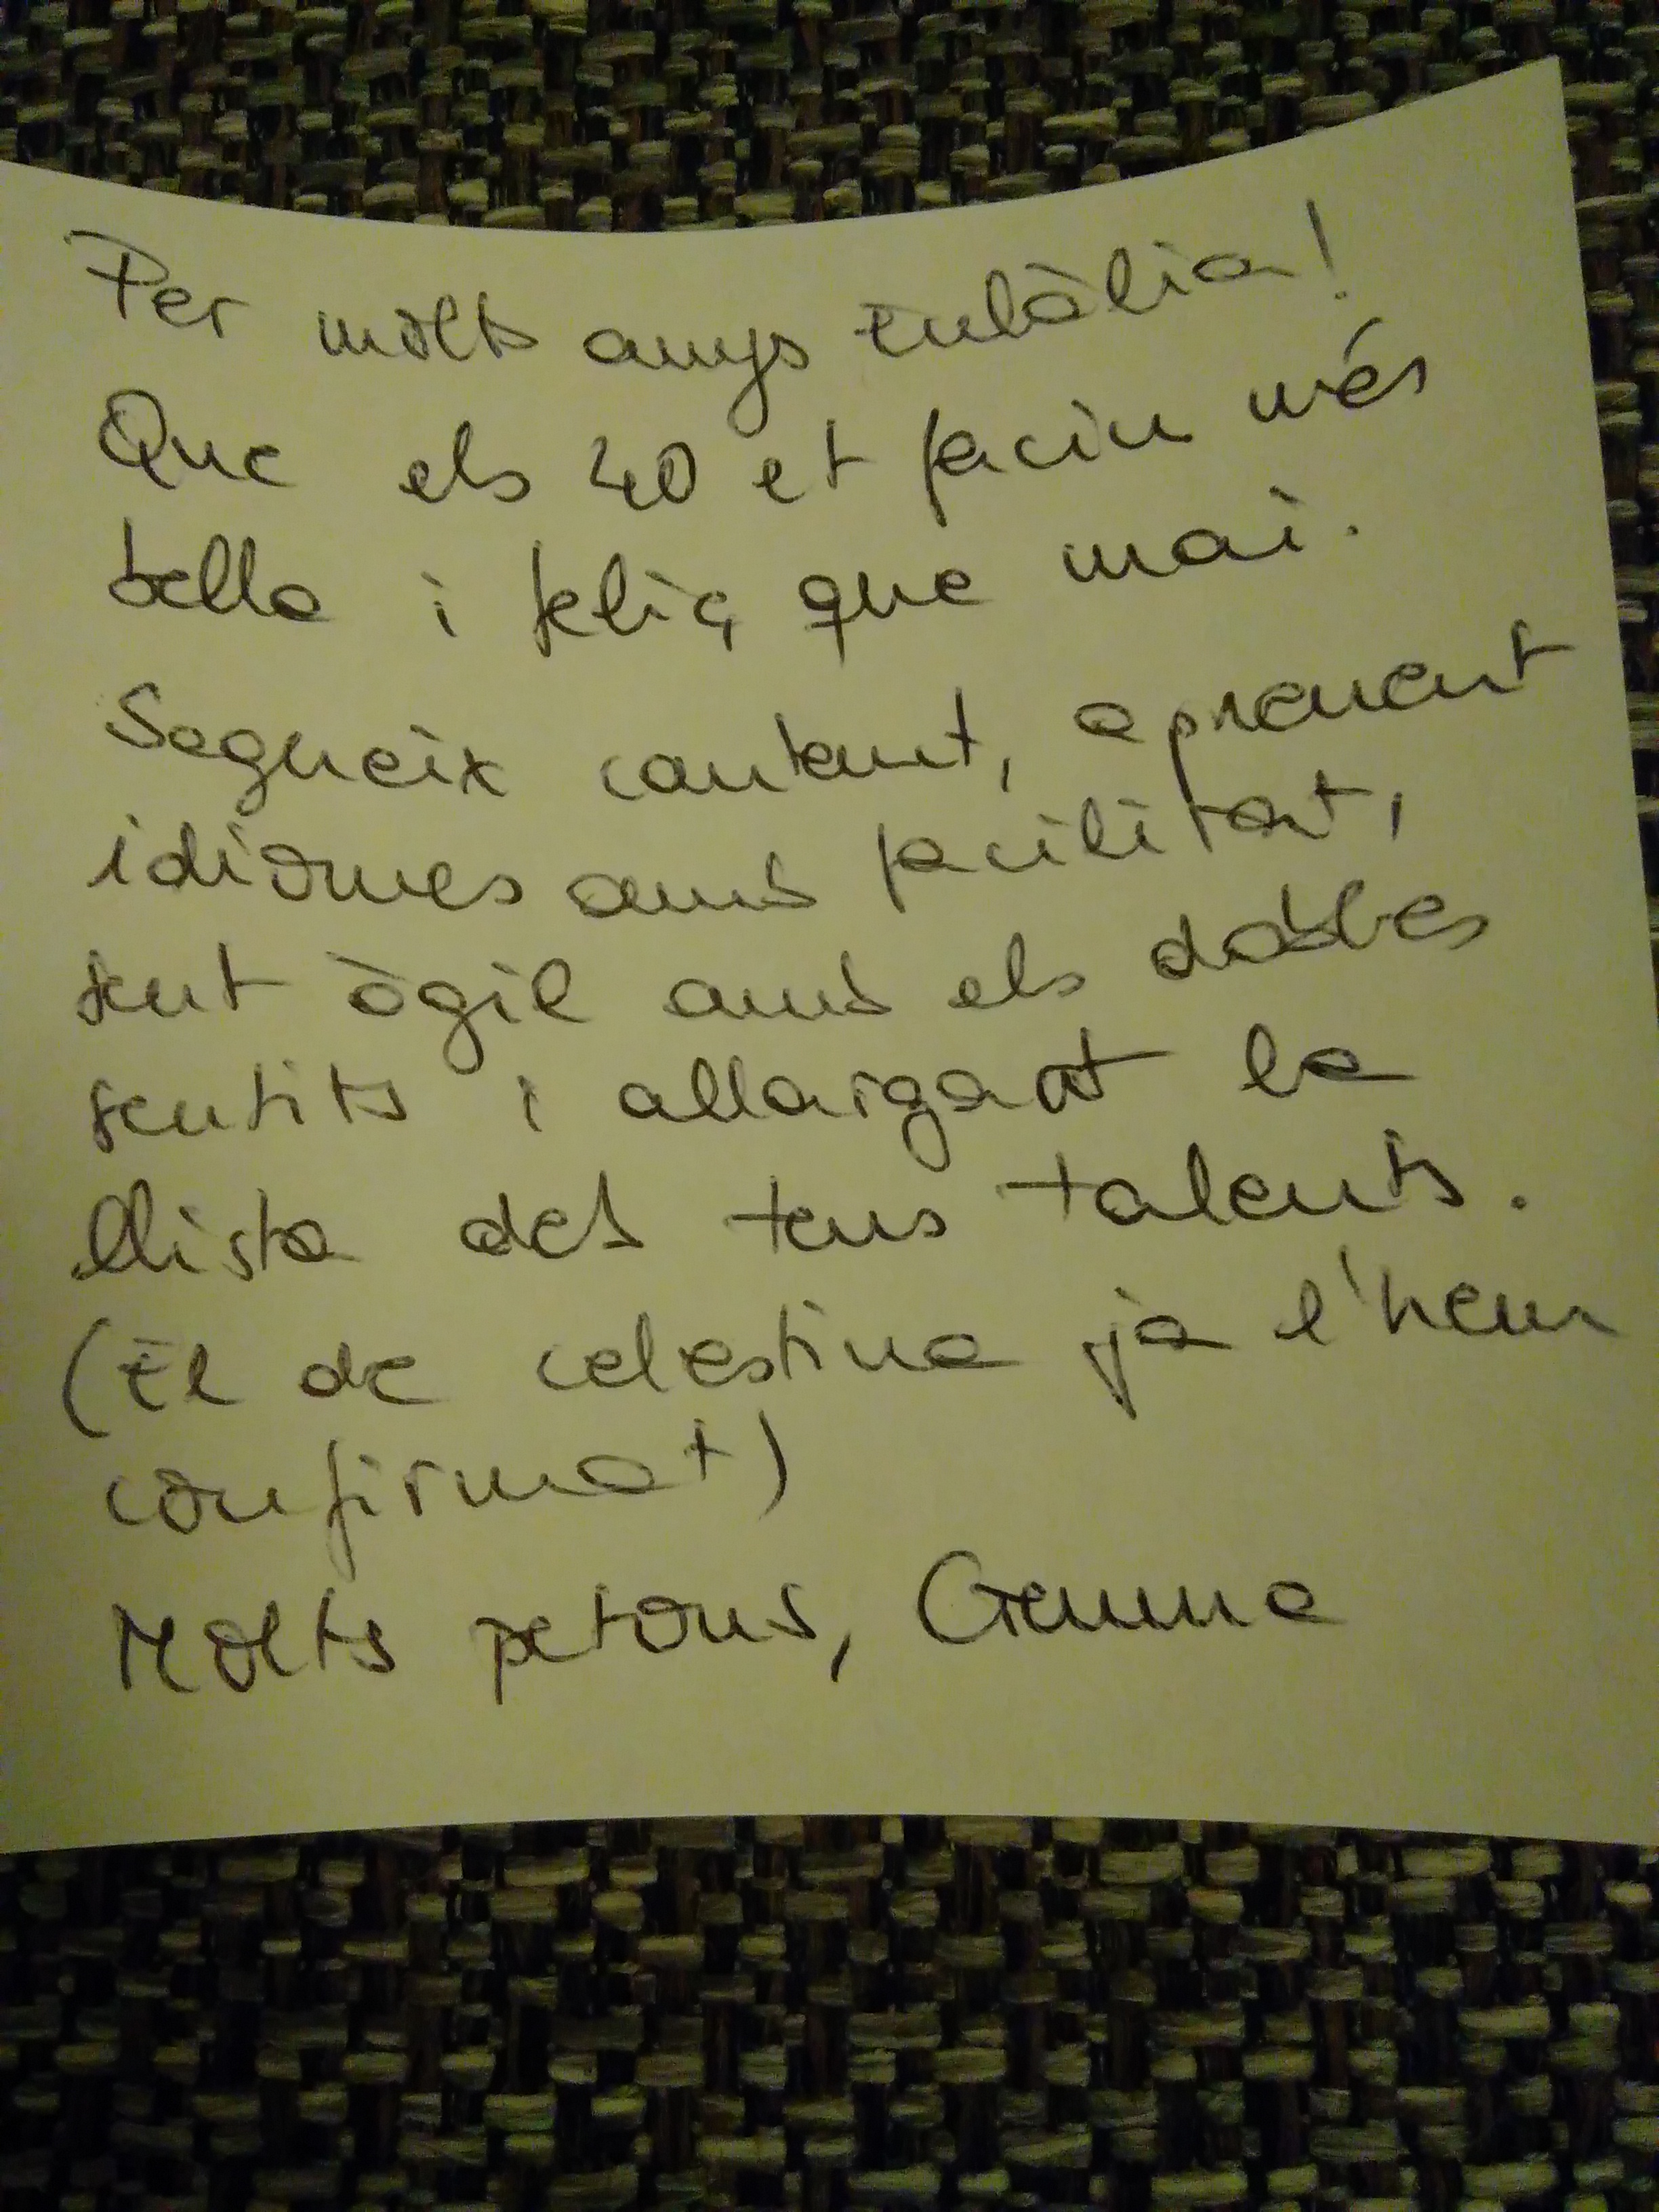 Per molts anys Eulàlia!
Que els 40 et facin més
bella i feliç que mai.
Segueix cantant, aprenent
idiomes amb facilitat,
sent àgil amb els dobles
sentits i allargant la
llista dels teus talents.
(El de celestina ja l'hem
confirmat)
Molts petons, Gemma